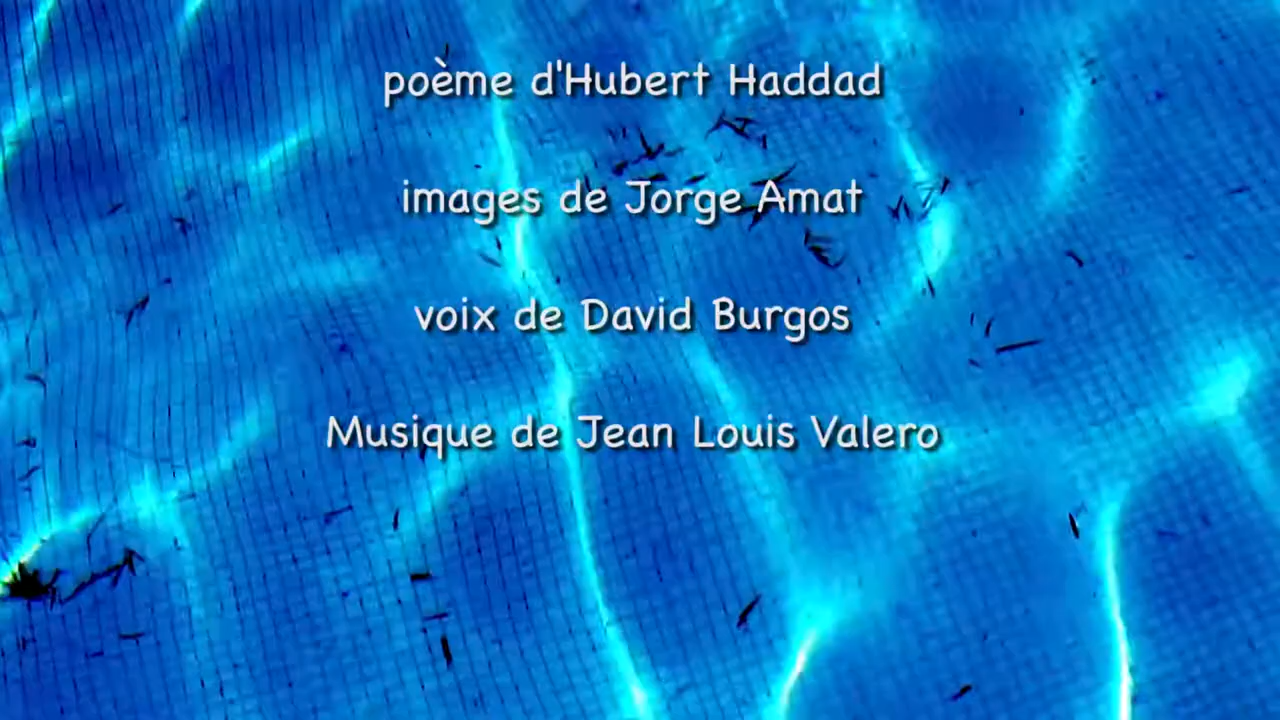 poème d'Hubert Haddad
images de Jorge Amat
voix de David Burgos
Musique de Jean Louis Valero